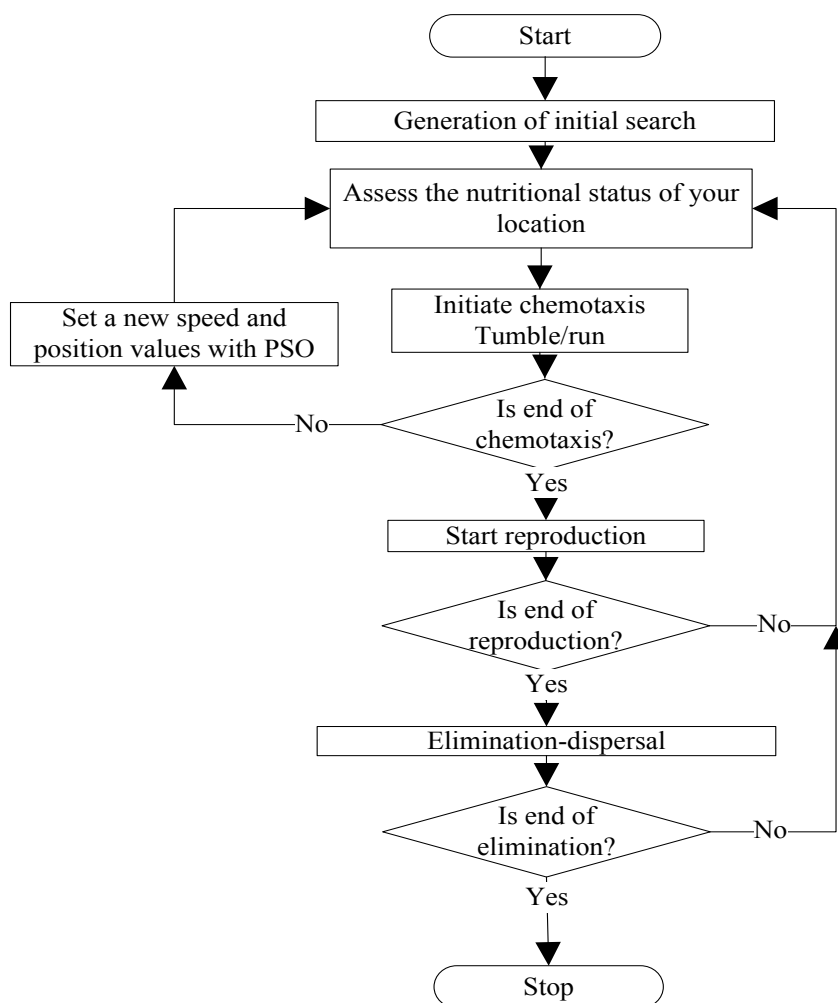 Start
Generation of initial search
Assess the nutritional status of your
location
Initiate chemotaxis
Tumble/run
Set a new speed and
position values with PSO
Is end of
chemotaxis?
No
Yes
Start reproduction
Is end of
reproduction?
No
Yes
Elimination-dispersal
Is end of
elimination?
No
Yes
Stop